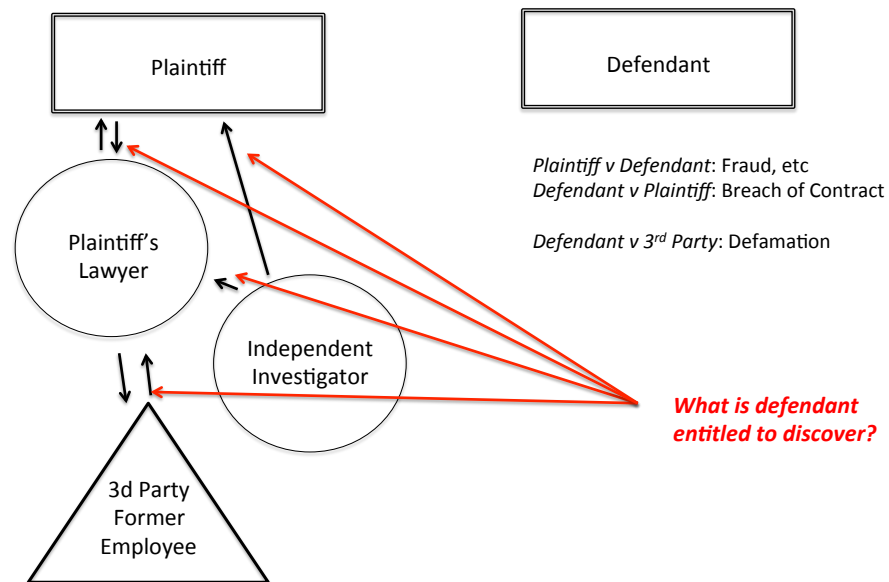 Plaintiff
Defendant
Plaintiff v Defendant: Fraud, etc
Defendant v Plaintiff: Breach of Contract
Defendant v 3rd Party: Defamation
Plaintiff’s
Lawyer
Independent
Investigator
What is defendant
entitled to discover?
3d Party
Former
Employee